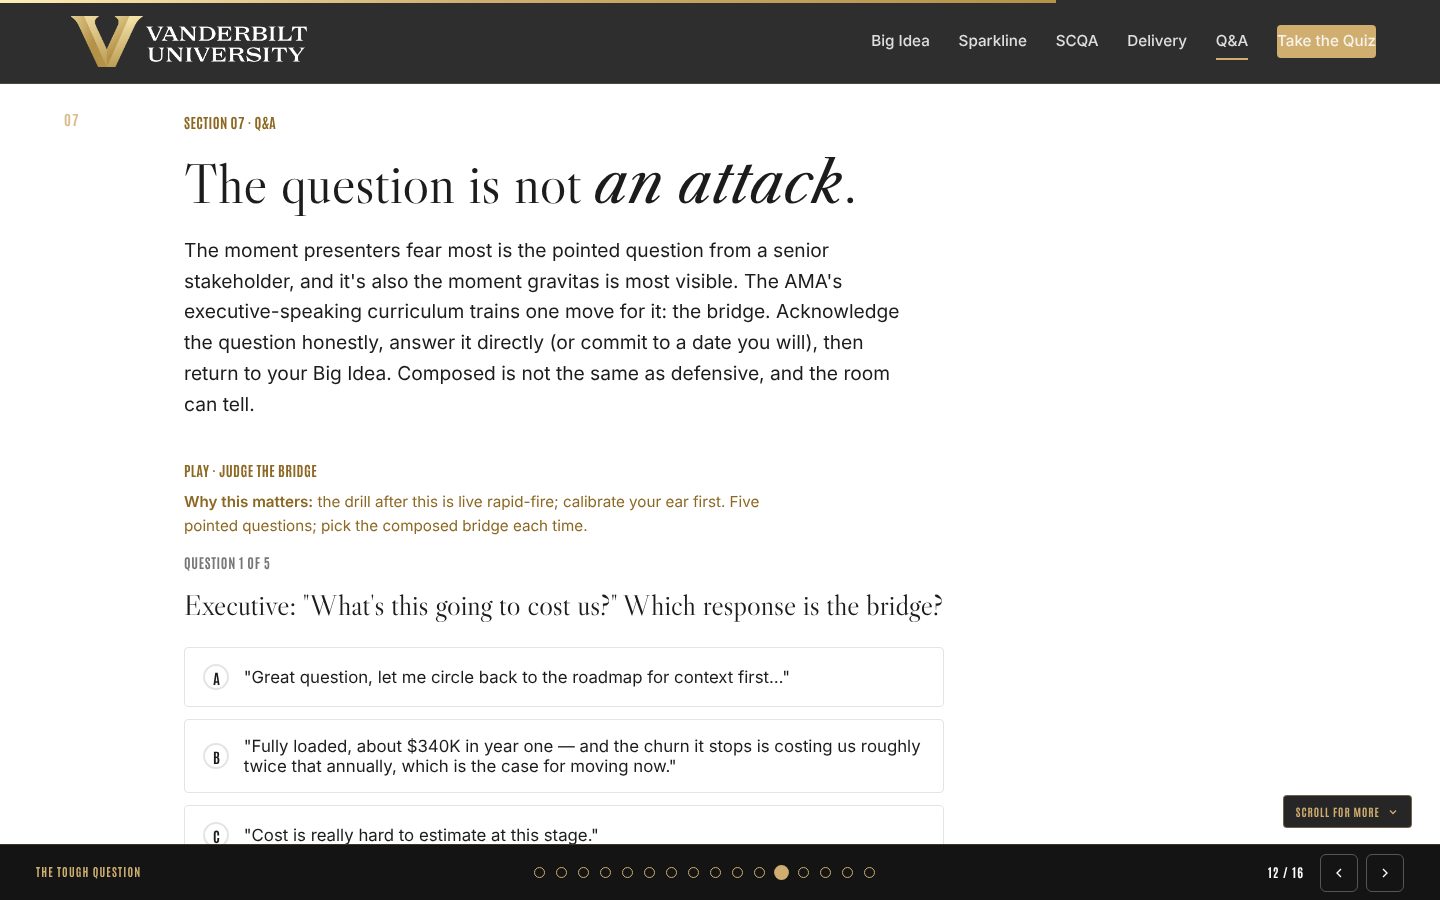 VANDERBILT
UNIVERSITY
Big Idea
Sparkline
SCQA
Delivery
Q&A
Take the Quiz
07
SECTION 07 · Q&A
The question is not an attack.
The moment presenters fear most is the pointed question from a senior
stakeholder, and it's also the moment gravitas is most visible. The AMA's
executive-speaking curriculum trains one move for it: the bridge. Acknowledge
the question honestly, answer it directly (or commit to a date you will), then
return to your Big Idea. Composed is not the same as defensive, and the room
can tell.
PLAY · JUDGE THE BRIDGE
Why this matters: the drill after this is live rapid-fire; calibrate your ear first. Five
pointed questions; pick the composed bridge each time.
QUESTION 1 OF 5
Executive: "What's this going to cost us?" Which response is the bridge?
A
"Great question, let me circle back to the roadmap for context first..."
B
"Fully loaded, about $340K in year one — and the churn it stops is costing us roughly
twice that annually, which is the case for moving now."
C
"Cost is really hard to estimate at this stage."
SCROLL FOR MORE
THE TOUGH QUESTION
12 / 16